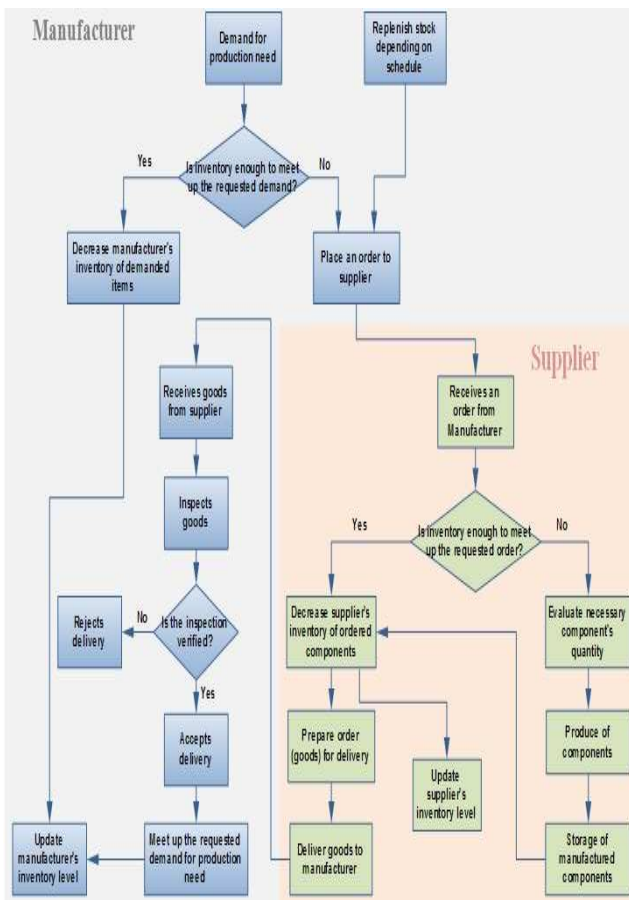 Manufacturer
Demand for
production need
Replenish stock
depending on
schedule
Is inventory enough to meet
up the requested demand?
Yes
No
Decrease manufacturer's
inventory of demanded
items
Place an order to
supplier
Supplier
Receives goods
from supplier
Receives an
order from
Manufacturer
Inspects
goods
Is inventory enough to meet
up the requested order?
Yes
No
Is the inspection
verified?
No
Yes
Rejects
delivery
Decrease supplier's
inventory of ordered
components
Evaluate necessary
component's
quantity
Accepts
delivery
Prepare order
(goods) for delivery
Update
supplier's
inventory level
Produce of
components
Update
manufacturer's
inventory level
Meet up the requested
demand for production
need
Deliver goods to
manufacturer
Storage of
manufactured
components